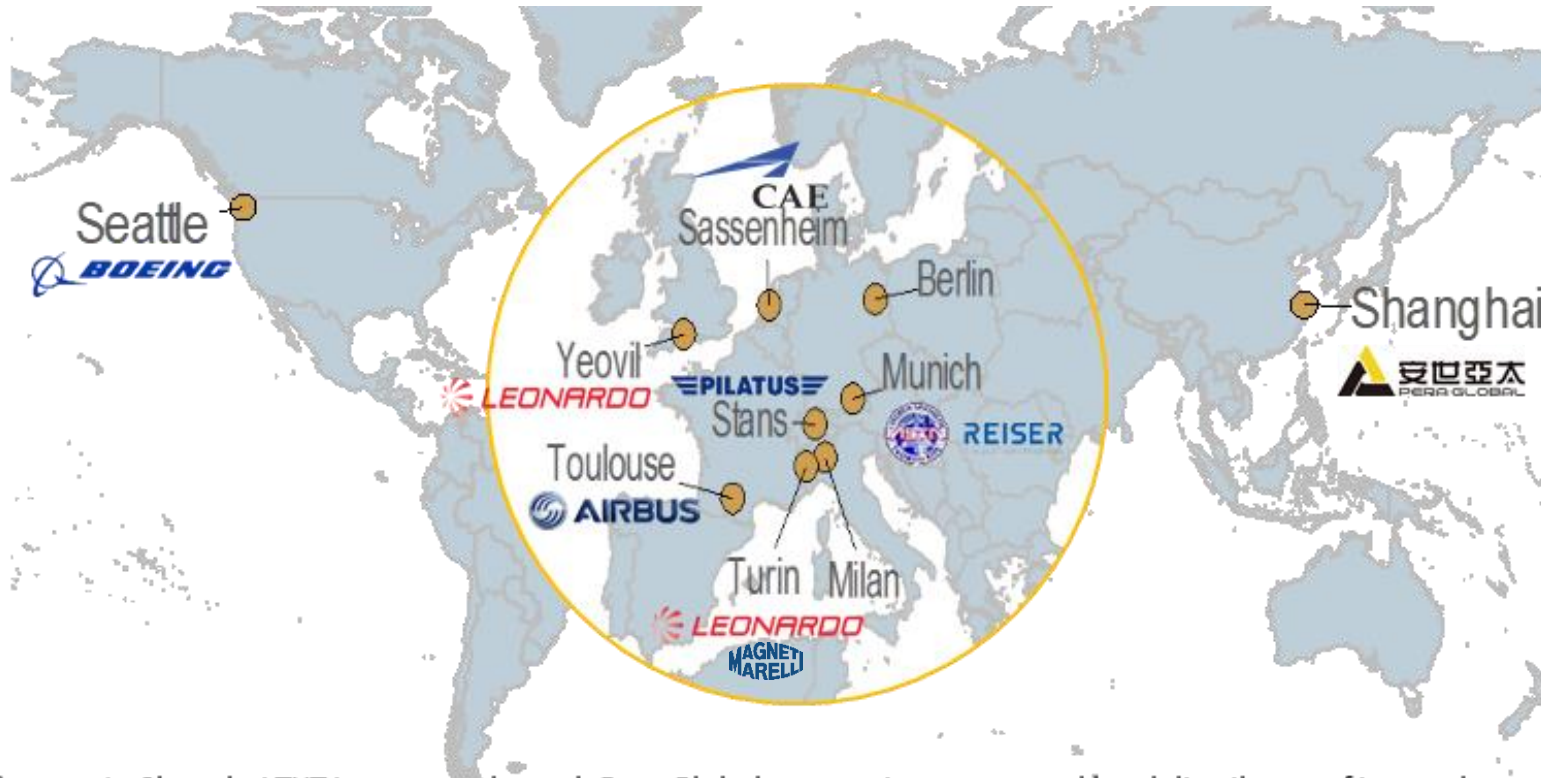 CAE
Sassenheim
Seattle
BOEING
Berlin
Shanghai
安世亞太
PERA GLOBAL
Yeovil
LEONARDO
PILATUS
Munich
Stans
REISER
Toulouse
AIRBUS
Turin
Milan
LEONARDO
MAGNETI
MARELLI